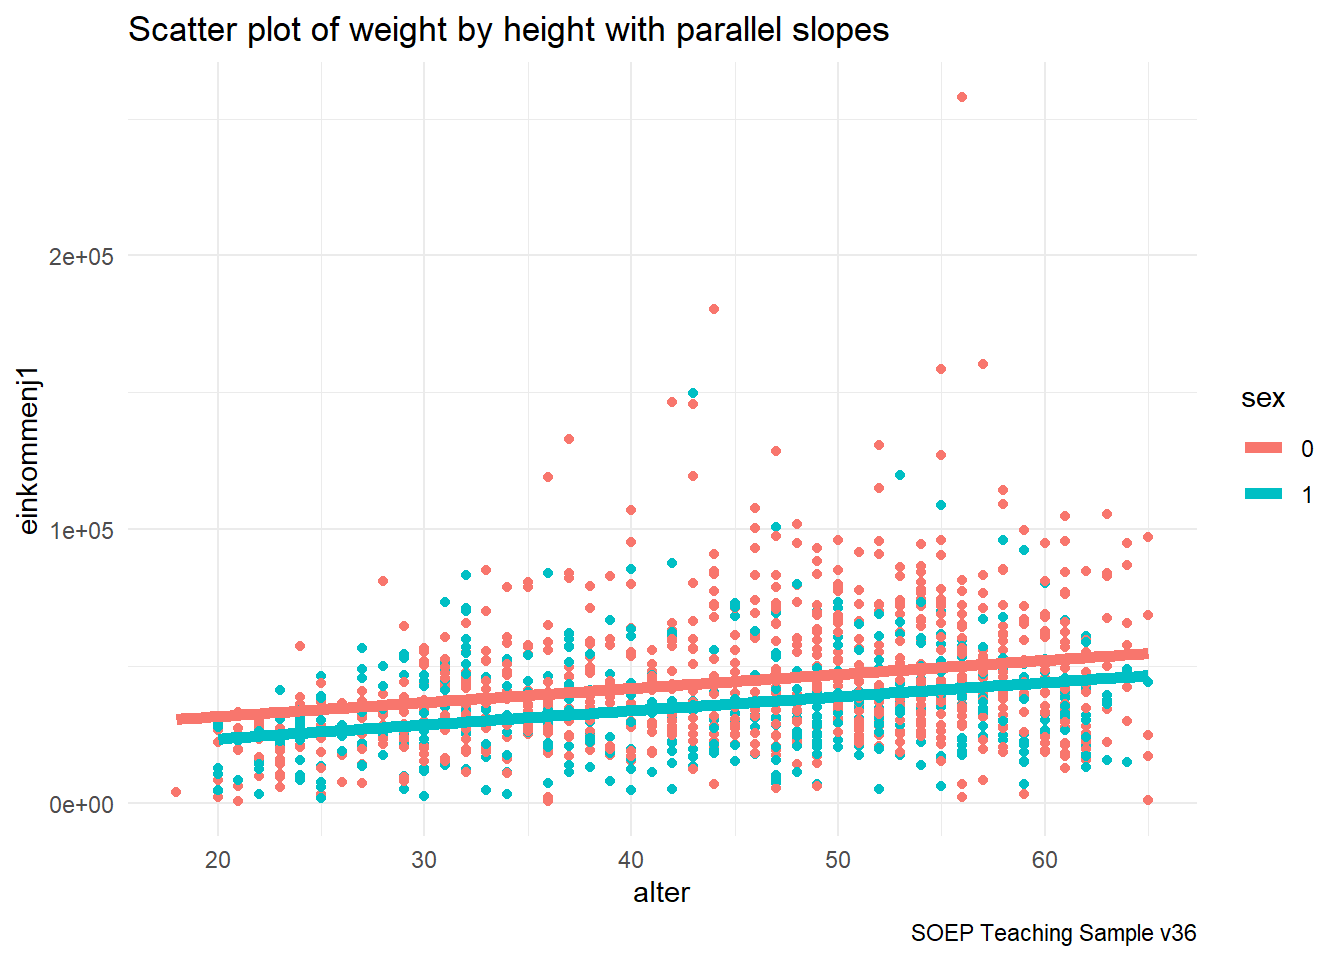 Scatter plot of weight by height with parallel slopes
einkommenj1
2e+05
1e+05
0e+00
20 30 40 50 60
alter
sex
0
1
SOEP Teaching Sample v36